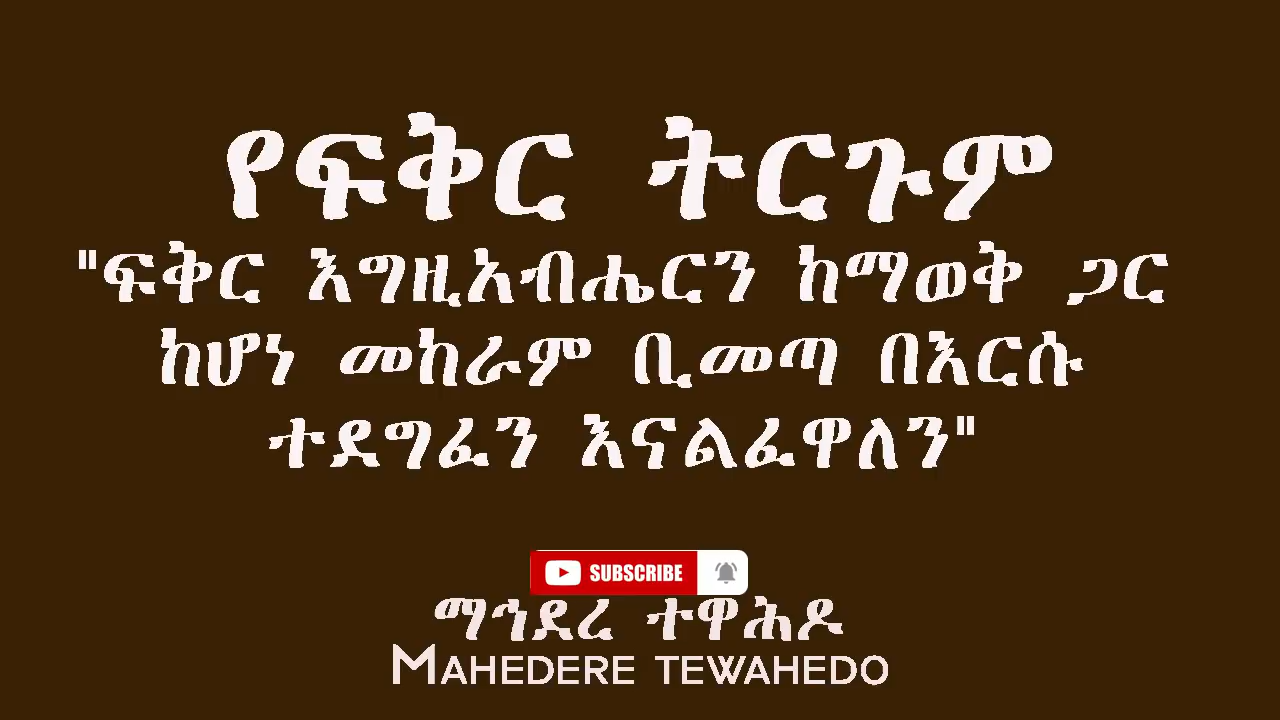 የፍቅር ትርጉም
"ፍቅር እግዚአብሔርን ከማወቅ ጋር
ከሆነ መከራም ቢመጣ በእርሱ
ተደግፈን እናልፈዋለን"
SUBSCRIBE
ማኅደረ ተዋሕዶ
MAHEDERE TEWAHEDO